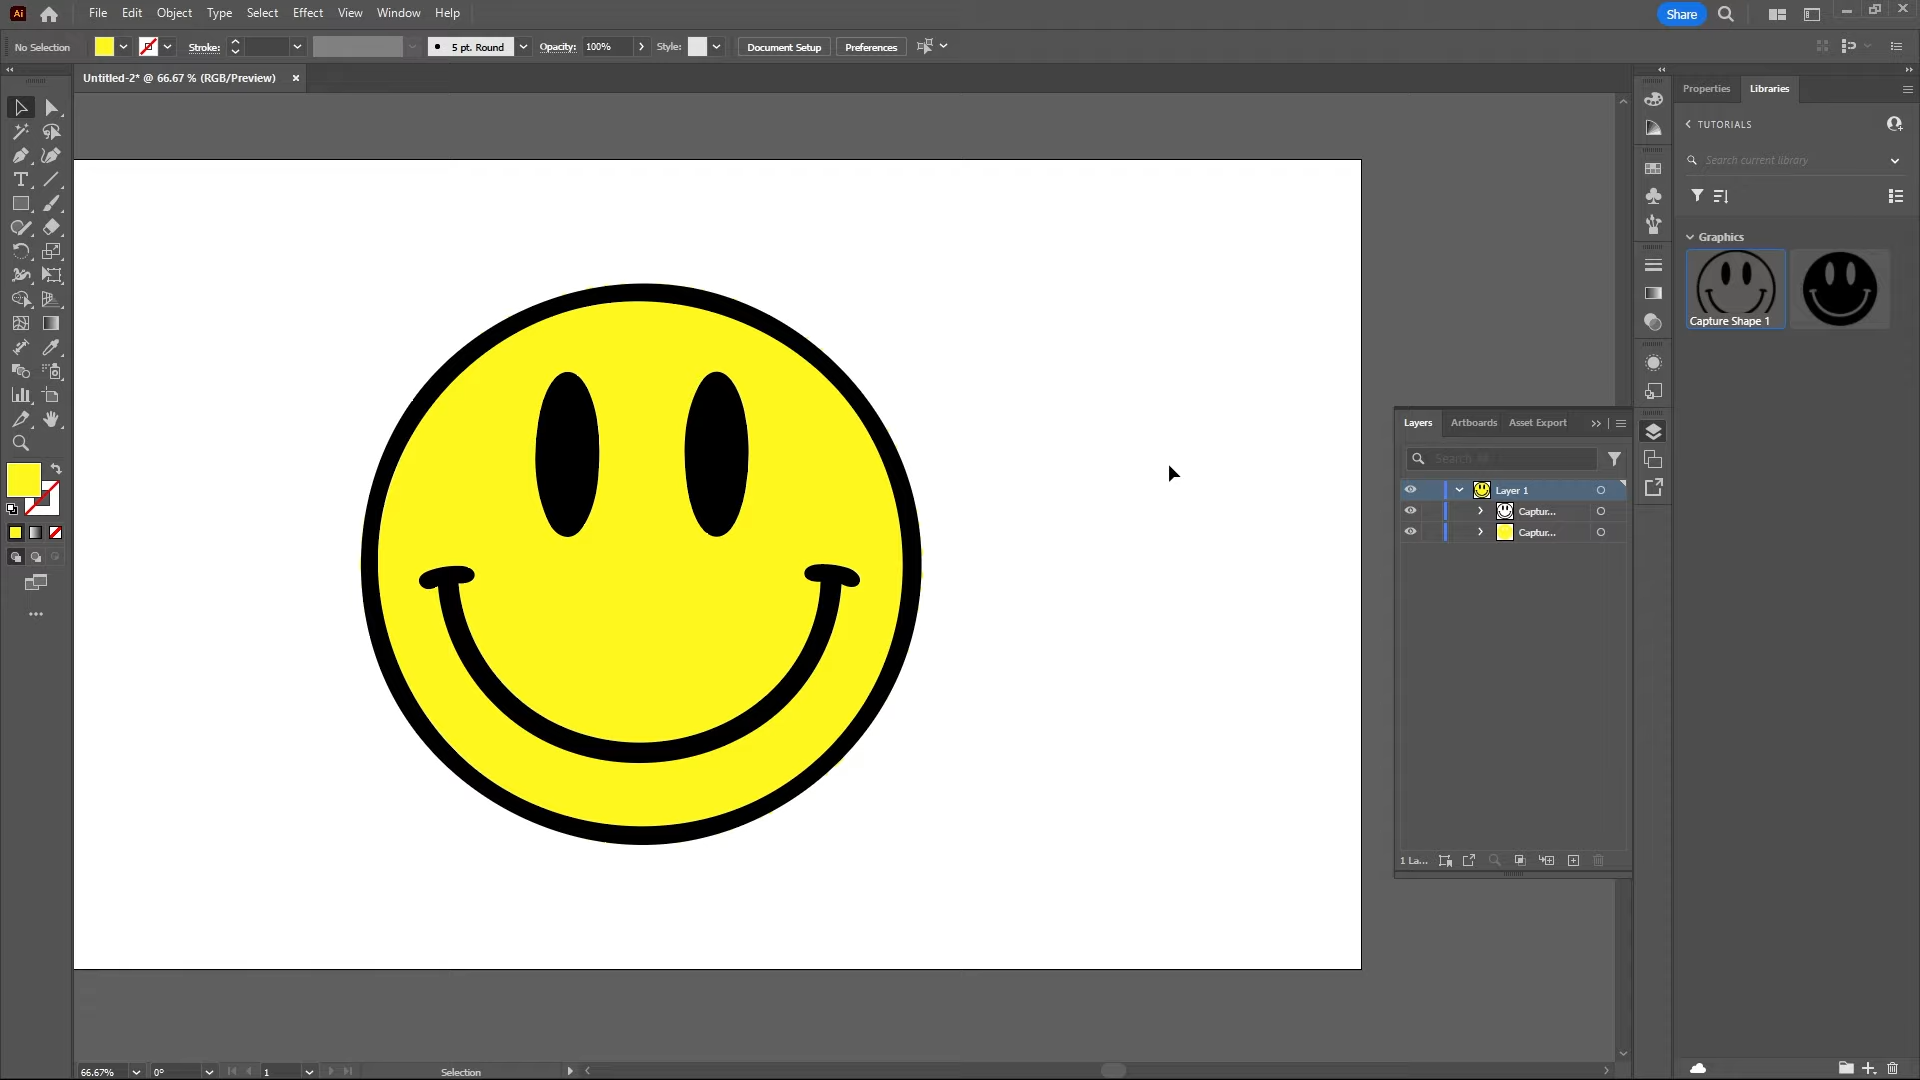 Ai File Edit Object Type Select Effect View Window Help Share
No Selection Stroke: 5 pt. Round Opacity: 100% Style: Document Setup Preferences
Untitled-2* @ 66.67 % (RGB/Preview)
Properties Libraries
TUTORIALS
Search current library
Graphics
Capture Shape 1
Layers Artboards Asset Export
Layer 1
Captur...
Captur...
1 La...
66.67% 0° 1 Selection